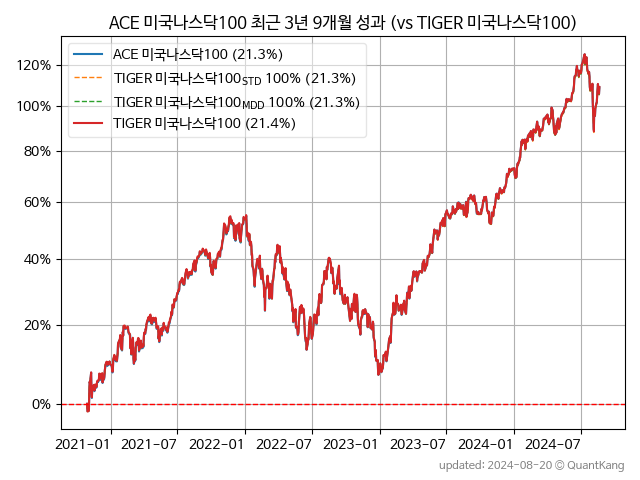 ACE 미국나스닥100 최근 3년 9개월 성과 (vs TIGER 미국나스닥100)
ACE 미국나스닥100 (21.3%)
TIGER 미국나스닥100STD 100% (21.3%)
TIGER 미국나스닥100MDD 100% (21.3%)
TIGER 미국나스닥100 (21.4%)
120%
100%
80%
60%
40%
20%
0%
2021-01 2021-07 2022-01 2022-07 2023-01 2023-07 2024-01 2024-07
updated: 2024-08-20 © QuantKang